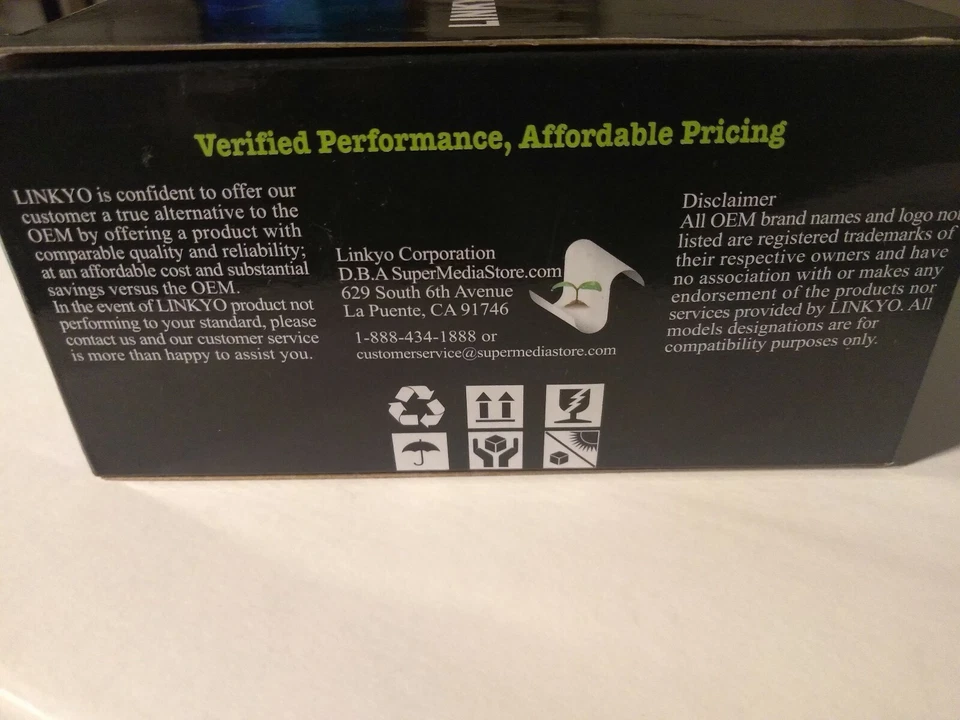 LINKYO
Verified Performance, Affordable Pricing
LINKYO is confident to offer our
customer a true alternative to the
OEM by offering a product with
comparable quality and reliability;
at an affordable cost and substantial
savings versus the OEM.
In the event of LINKYO product not
performing to your standard, please
contact us and our customer service
is more than happy to assist you.
Linkyo Corporation
D.B.A SuperMediaStore.com
629 South 6th Avenue
La Puente, CA 91746
1-888-434-1888 or
customerservice@supermediastore.com
Disclaimer
All OEM brand names and logo not
listed are registered trademarks of
their respective owners and have
no association with or makes any
endorsement of the products nor
services provided by LINKYO. All
models designations are for
compatibility purposes only.